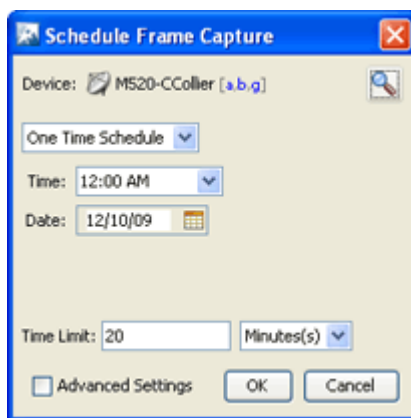 Schedule Frame Capture
Device: M520-CCollier [a,b,g]
One Time Schedule
Time: 12:00 AM
Date: 12/10/09
Time Limit: 20 Minutes(s)
Advanced Settings OK Cancel